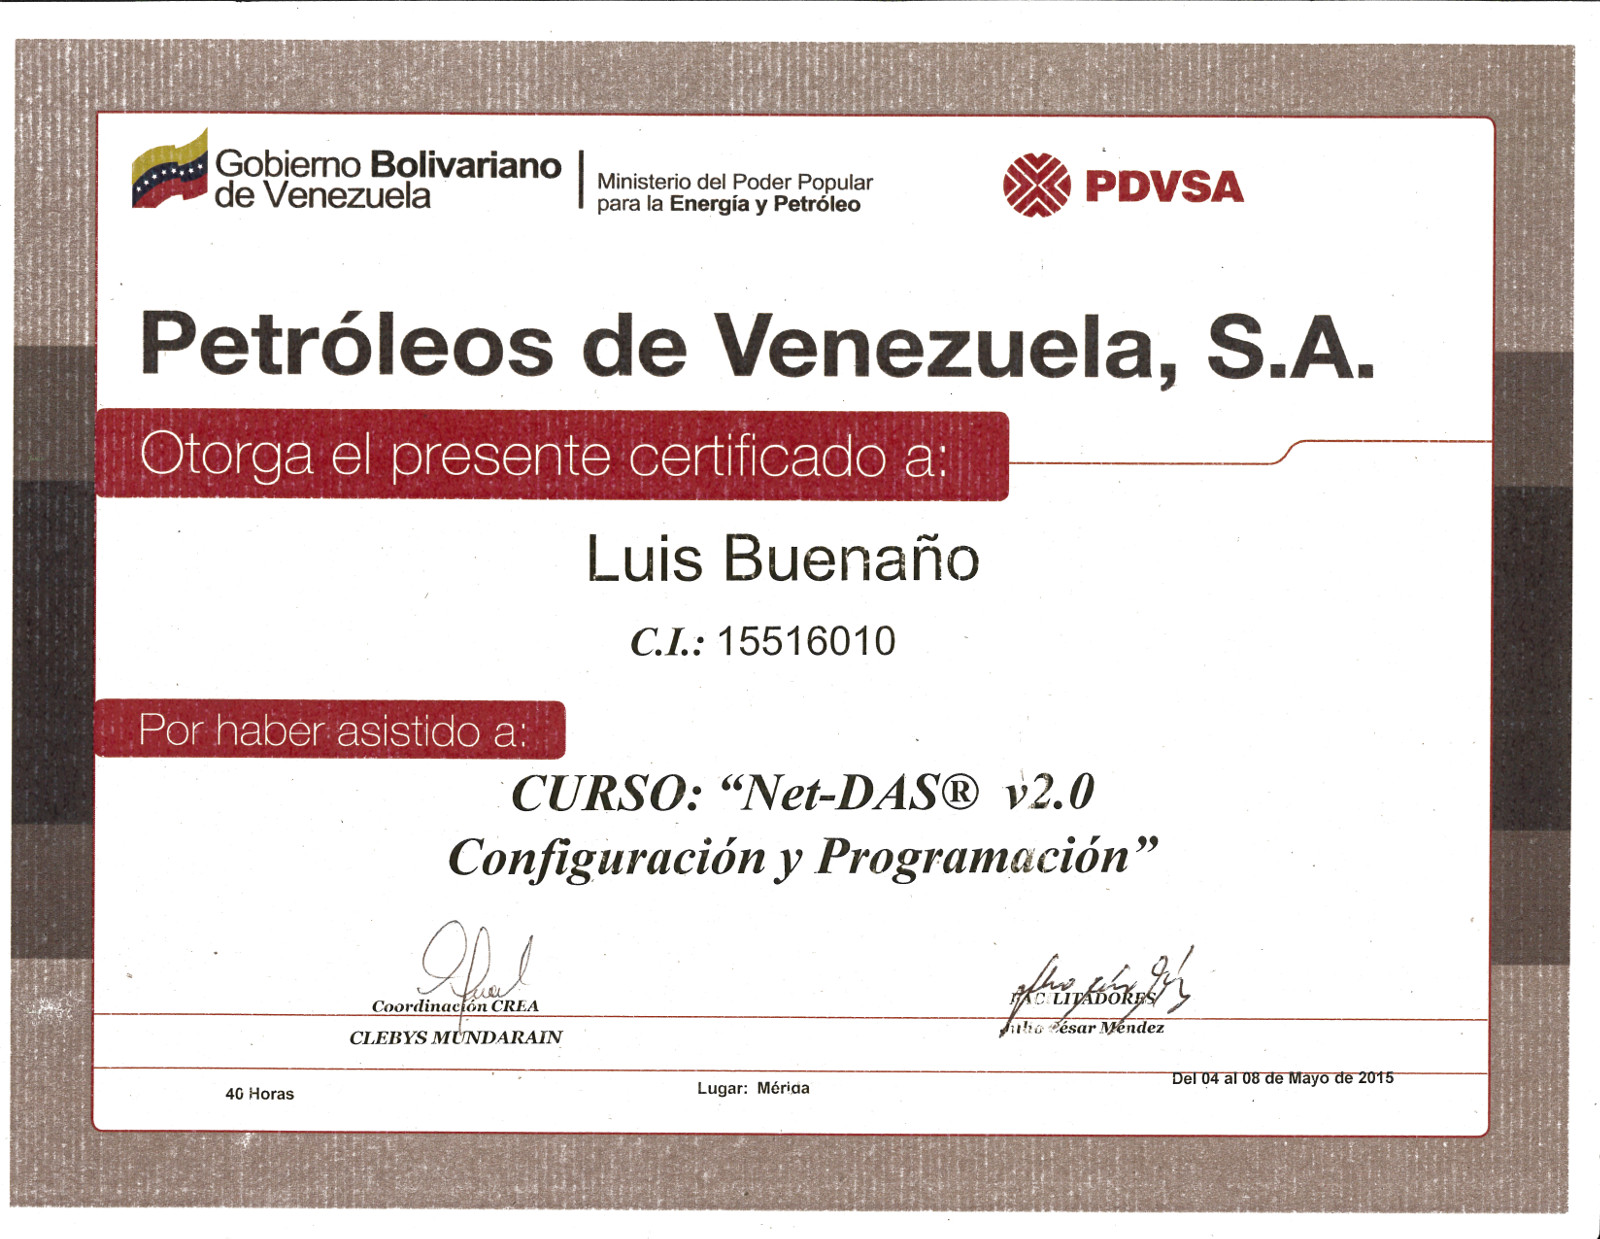 Gobierno Bolivariano
de Venezuela
Ministerio del Poder Popular
para la Energía y Petróleo
PDVSA
Petróleos de Venezuela, S.A.
Otorga el presente certificado a:
Luis Buenaño
C.I.: 15516010
Por haber asistido a:
CURSO: “Net-DAS® v2.0
Configuración y Programación”
Coordinación CREA
CLEBYS MUNDARAIN
FACILITADORES
Julio César Méndez
40 Horas
Lugar: Mérida
Del 04 al 08 de Mayo de 2015